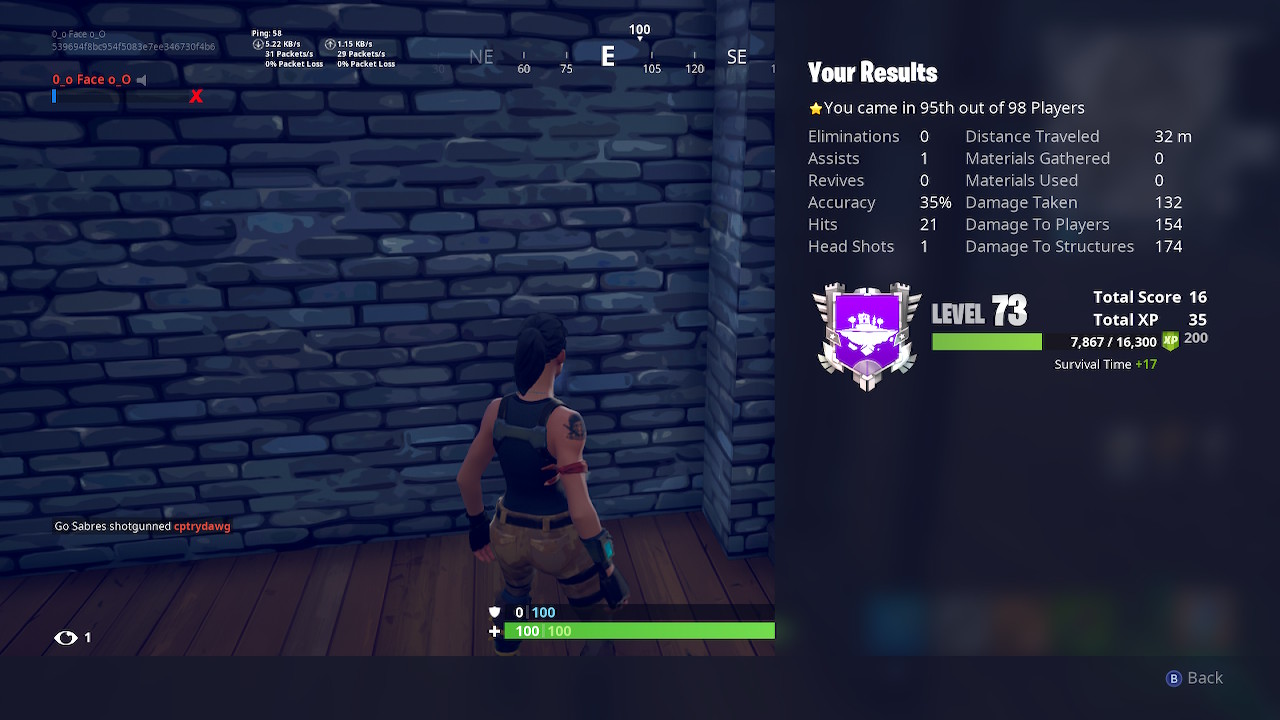 0_o Face o_O
539694f8bc954f5083e7ee346730f4b6
Ping: 58
5.22 KB/s 1.15 KB/s
31 Packets/s 29 Packets/s
0% Packet Loss 0% Packet Loss
0_o Face o_O
100
NE E SE
30 60 75 105 120 1
Your Results
You came in 95th out of 98 Players
Eliminations 0 Distance Traveled 32 m
Assists 1 Materials Gathered 0
Revives 0 Materials Used 0
Accuracy 35% Damage Taken 132
Hits 21 Damage To Players 154
Head Shots 1 Damage To Structures 174
LEVEL 73
Total Score 16
Total XP 35
7,867 / 16,300 XP 200
Survival Time +17
Go Sabres shotgunned cptrydawg
0 | 100
100 | 100
1
B Back